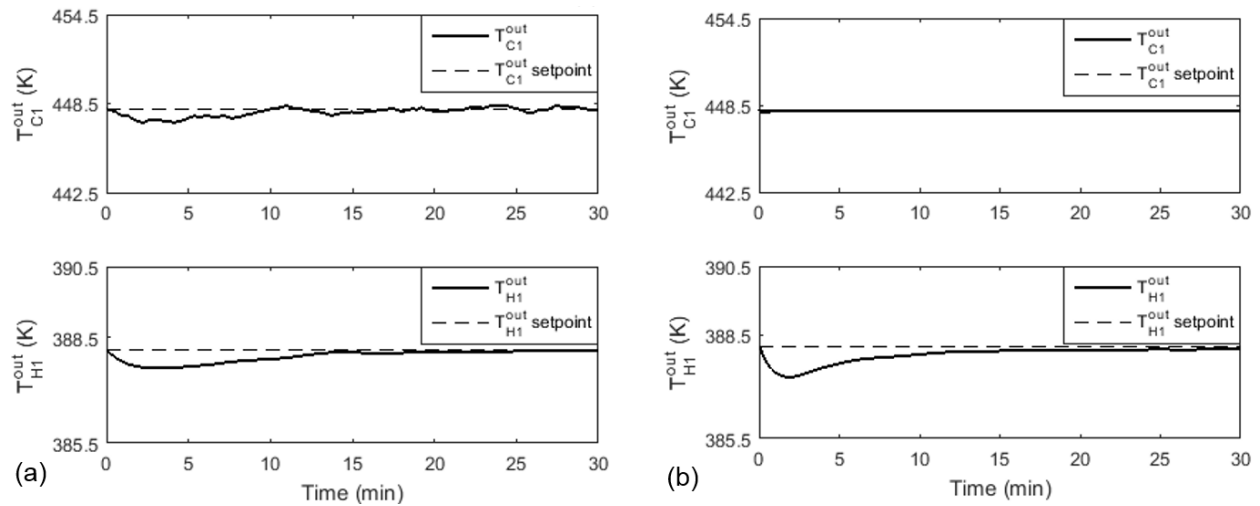 454.5
448.5
442.5
T_C1^out (K)
T_C1^out
T_C1^out setpoint
0 5 10 15 20 25 30
390.5
388.5
385.5
T_H1^out (K)
T_H1^out
T_H1^out setpoint
0 5 10 15 20 25 30
Time (min)
(a)
454.5
448.5
442.5
T_C1^out (K)
T_C1^out
T_C1^out setpoint
0 5 10 15 20 25 30
390.5
388.5
385.5
T_H1^out (K)
T_H1^out
T_H1^out setpoint
0 5 10 15 20 25 30
Time (min)
(b)